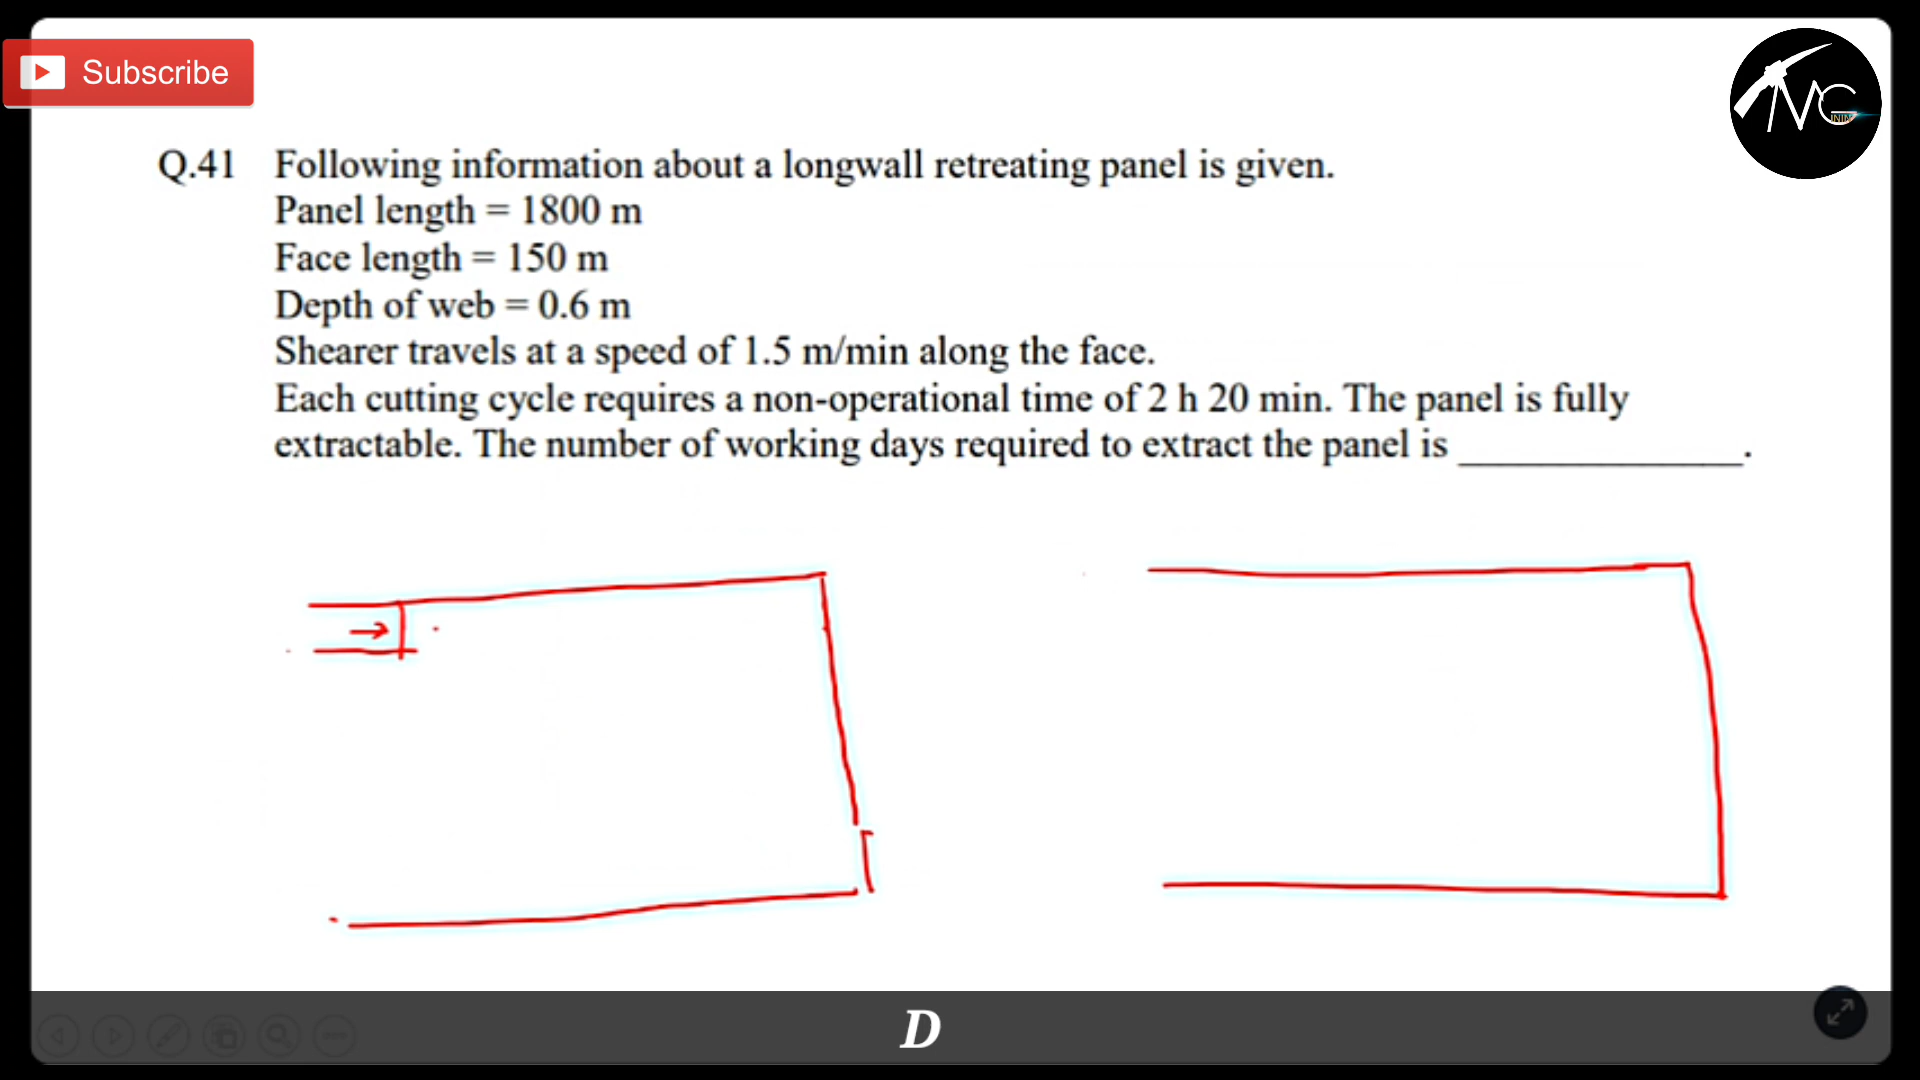 Subscribe
Q.41 Following information about a longwall retreating panel is given.
Panel length = 1800 m
Face length = 150 m
Depth of web = 0.6 m
Shearer travels at a speed of 1.5 m/min along the face.
Each cutting cycle requires a non-operational time of 2 h 20 min. The panel is fully
extractable. The number of working days required to extract the panel is ______________.
D